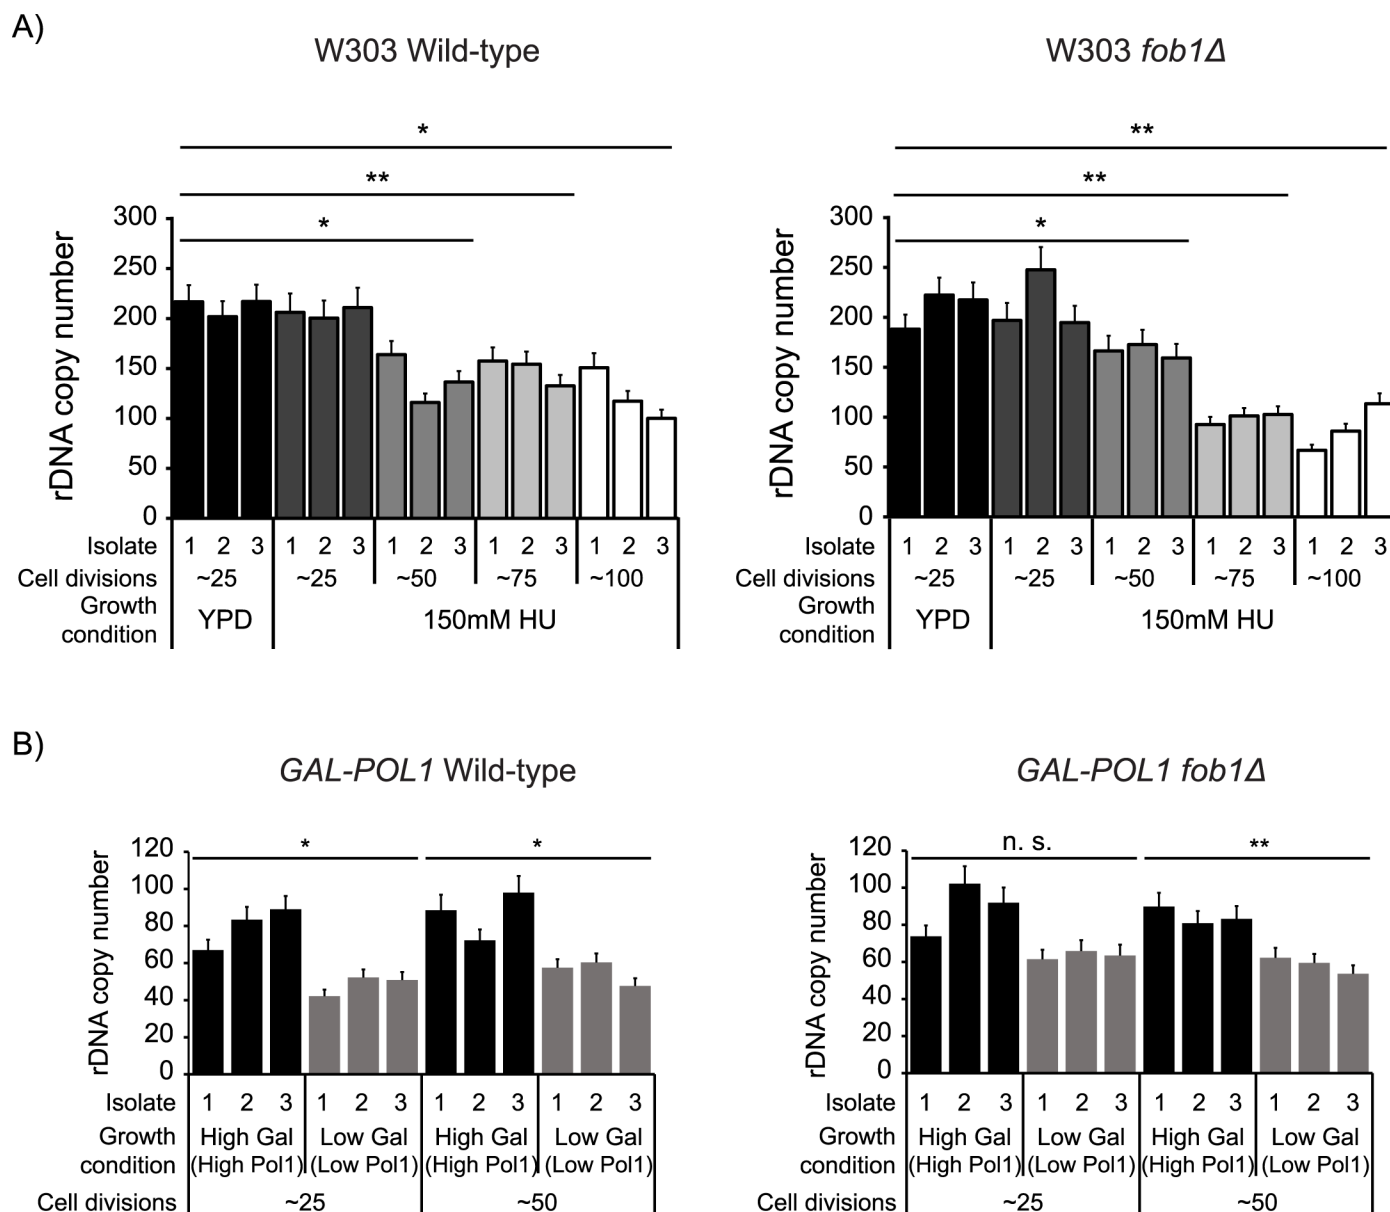 A)
W303 Wild-type
*
**
*
rDNA copy number
300
250
200
150
100
50
0
Isolate 1 2 3 1 2 3 1 2 3 1 2 3 1 2 3
Cell divisions ~25 ~25 ~50 ~75 ~100
Growth condition YPD 150mM HU
W303 fob1Δ
**
**
*
rDNA copy number
300
250
200
150
100
50
0
Isolate 1 2 3 1 2 3 1 2 3 1 2 3 1 2 3
Cell divisions ~25 ~25 ~50 ~75 ~100
Growth condition YPD 150mM HU
B)
GAL-POL1 Wild-type
* *
rDNA copy number
120
100
80
60
40
20
0
Isolate 1 2 3 1 2 3 1 2 3 1 2 3
Growth High Gal Low Gal High Gal Low Gal
condition (High Pol1) (Low Pol1) (High Pol1) (Low Pol1)
Cell divisions ~25 ~50
GAL-POL1 fob1Δ
n. s. **
rDNA copy number
120
100
80
60
40
20
0
Isolate 1 2 3 1 2 3 1 2 3 1 2 3
Growth High Gal Low Gal High Gal Low Gal
condition (High Pol1) (Low Pol1) (High Pol1) (Low Pol1)
Cell divisions ~25 ~50